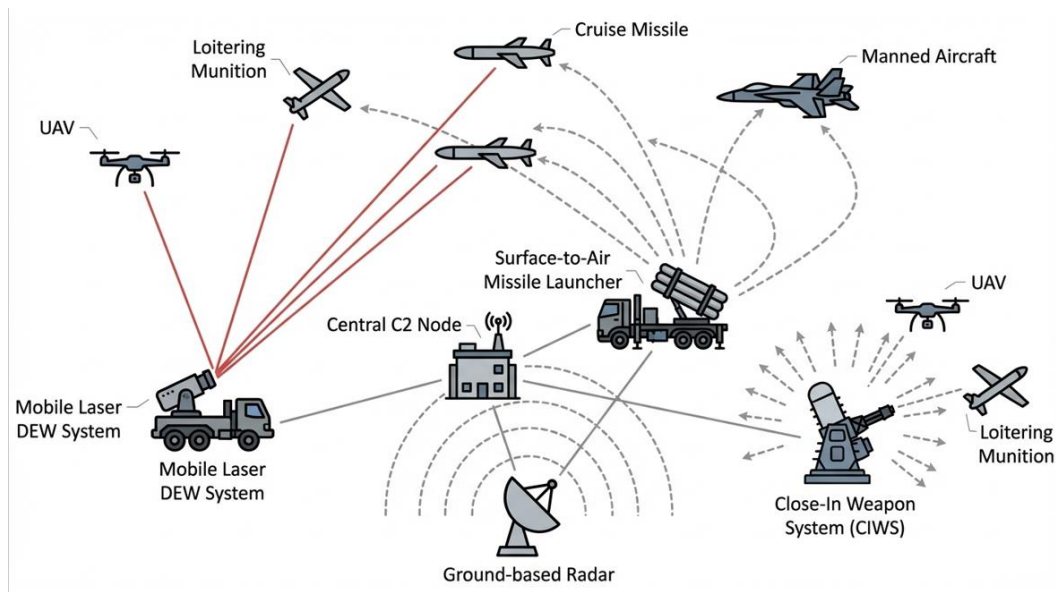 Cruise Missile
Loitering
Munition
Manned Aircraft
UAV
Surface-to-Air
Missile Launcher
UAV
Central C2 Node
Mobile Laser
DEW System
Mobile Laser
DEW System
Loitering
Munition
Close-In Weapon
System (CIWS)
Ground-based Radar